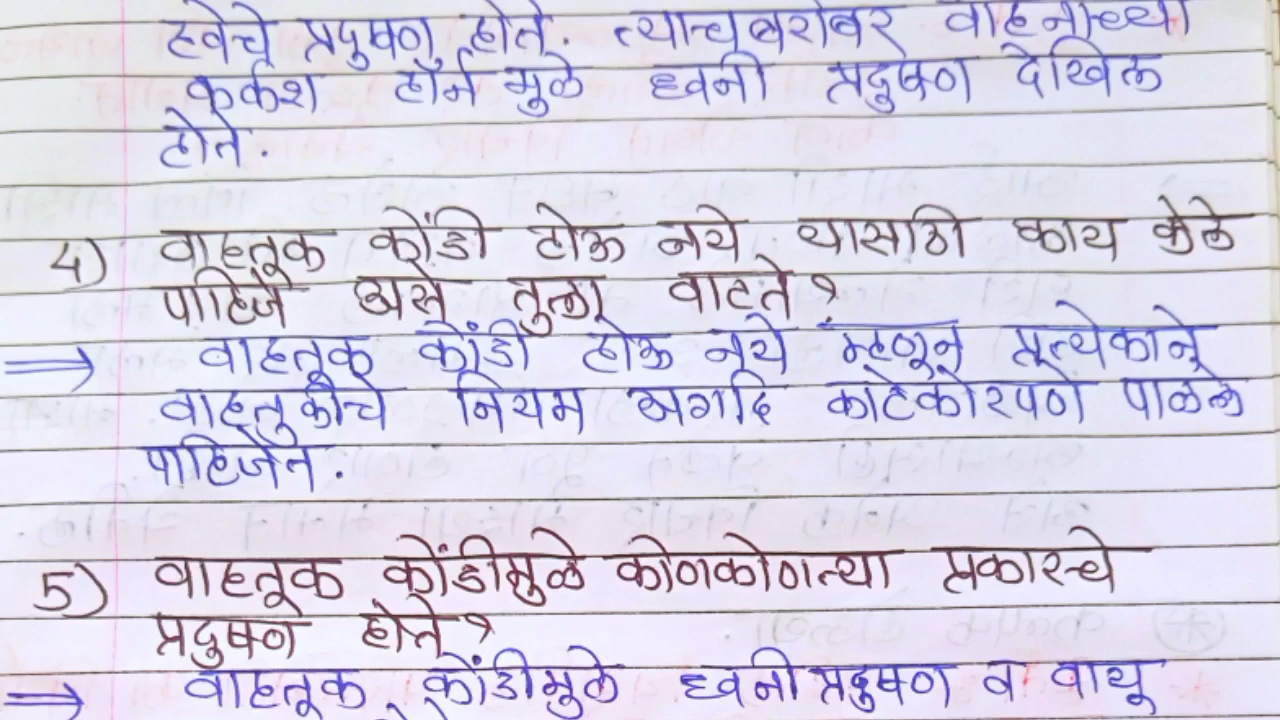 हवेचे प्रदुषण होते. त्याचबरोबर वाहनाच्या
कर्कश हॉर्न मुळे ध्वनी प्रदुषण देखिल
होते.
4) वाहतूक कोंडी होऊ नये यासाठी काय केले
पाहिजे असे तुला वाटते?
⟹ वाहतूक कोंडी होऊ नये म्हणून प्रत्येकाने
वाहतुकीचे नियम अगदि काटेकोरपणे पाळले
पाहिजेत.
5) वाहतूक कोंडीमुळे कोणकोणत्या प्रकारचे
प्रदुषण होते?
⟹ वाहतूक कोंडीमुळे ध्वनी प्रदुषण व वायू